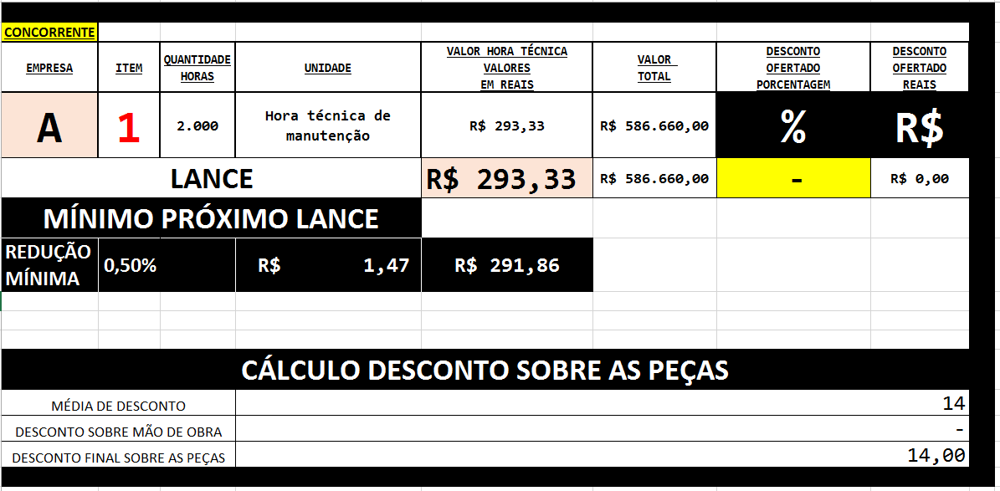 CONCORRENTE
EMPRESA
ITEM
QUANTIDADE
HORAS
UNIDADE
VALOR HORA TÉCNICA
VALORES
EM REAIS
VALOR
TOTAL
DESCONTO
OFERTADO
PORCENTAGEM
DESCONTO
OFERTADO
REAIS
A
1
2.000
Hora técnica de
manutenção
R$ 293,33
R$ 586.660,00
%
R$
LANCE
R$ 293,33
R$ 586.660,00
-
R$ 0,00
MÍNIMO PRÓXIMO LANCE
REDUÇÃO
MÍNIMA
0,50%
R$ 1,47
R$ 291,86
CÁLCULO DESCONTO SOBRE AS PEÇAS
MÉDIA DE DESCONTO
14
DESCONTO SOBRE MÃO DE OBRA
-
DESCONTO FINAL SOBRE AS PEÇAS
14,00